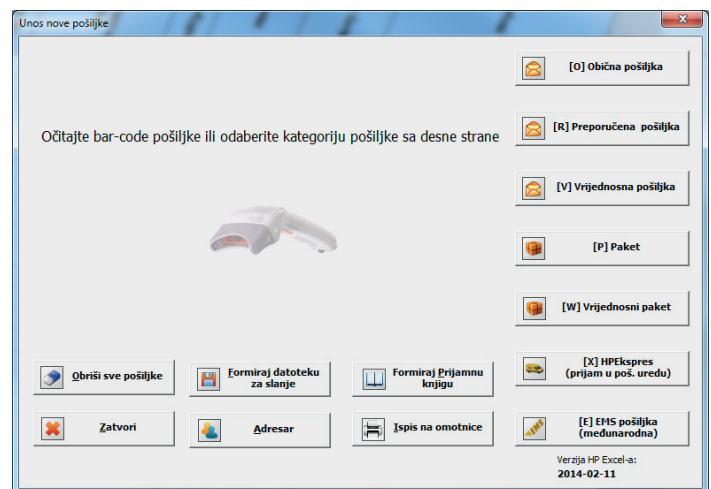 Unos nove pošiljke
[O] Obična pošiljka
[R] Preporučena pošiljka
Očitajte bar-code pošiljke ili odaberite kategoriju pošiljke sa desne strane
[V] Vrijednosna pošiljka
[P] Paket
[W] Vrijednosni paket
Obriši sve pošiljke
Formiraj datoteku
za slanje
Formiraj Prijamnu
knjigu
[X] HPEkspres
(prijam u poš. uredu)
Zatvori
Adresar
Ispis na omotnice
[E] EMS pošiljka
(međunarodna)
EMS
Verzija HP Excel-a:
2014-02-11